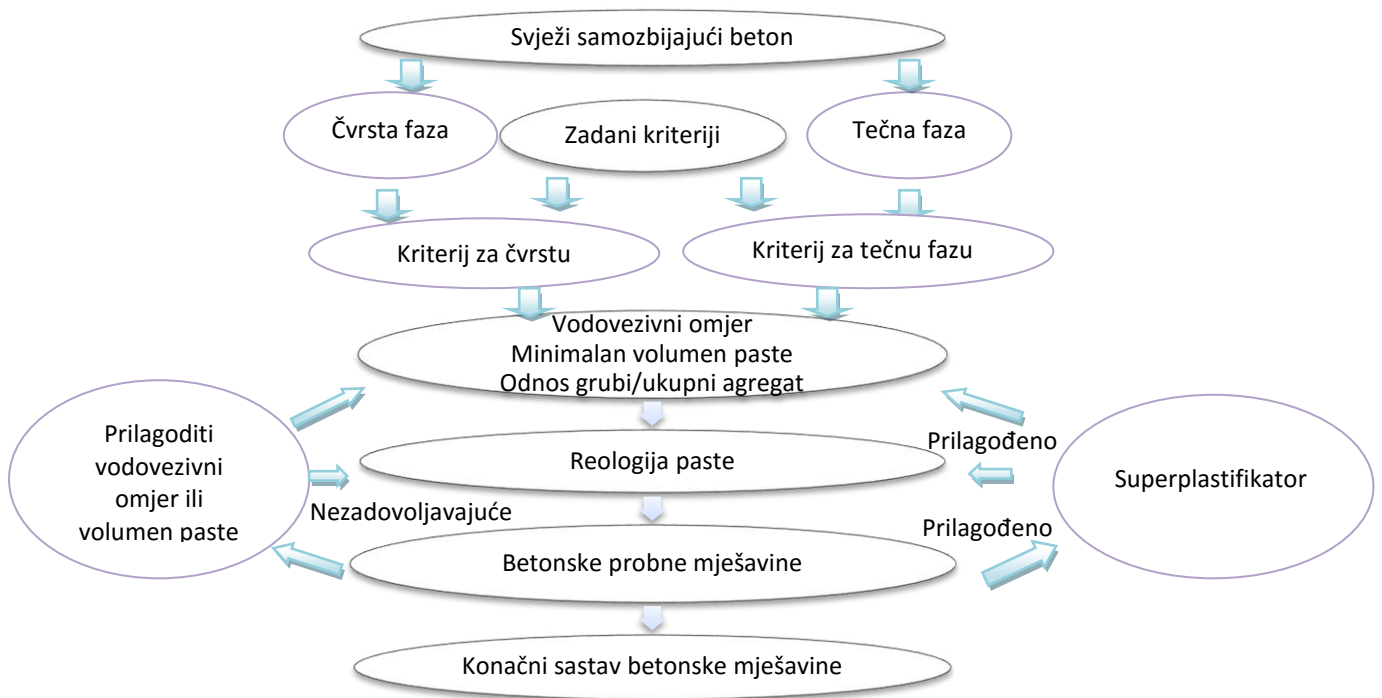 Svježi samozbijajući beton
Čvrsta faza
Zadani kriteriji
Tečna faza
Kriterij za čvrstu
Kriterij za tečnu fazu
Vodovezivni omjer
Minimalan volumen paste
Odnos grubi/ukupni agregat
Prilagoditi
vodovezivni
omjer ili
volumen paste
Prilagođeno
Reologija paste
Superplastifikator
Nezadovoljavajuće
Prilagođeno
Betonske probne mješavine
Konačni sastav betonske mješavine